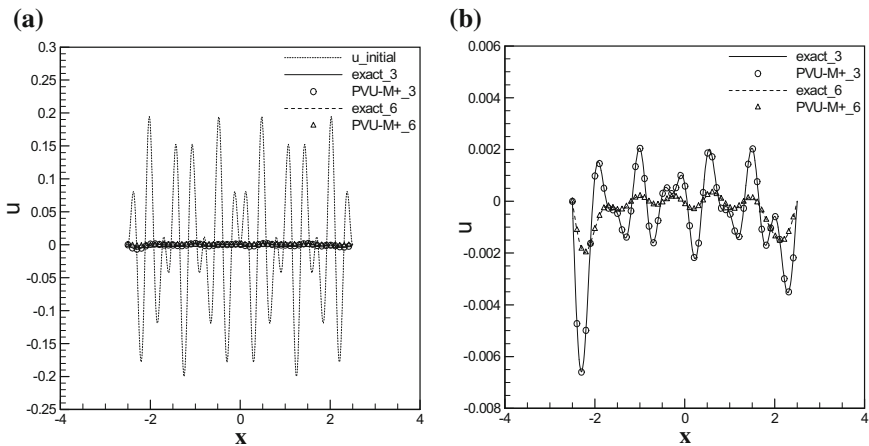 (a)
u
0.3
0.25
0.2
0.15
0.1
0.05
0
-0.05
-0.1
-0.15
-0.2
-0.25
-4
-2
0
2
4
x
u_initial
exact_3
PVU-M+_3
exact_6
PVU-M+_6
(b)
u
0.006
0.004
0.002
0
-0.002
-0.004
-0.006
-0.008
-4
-2
0
2
4
x
exact_3
PVU-M+_3
exact_6
PVU-M+_6